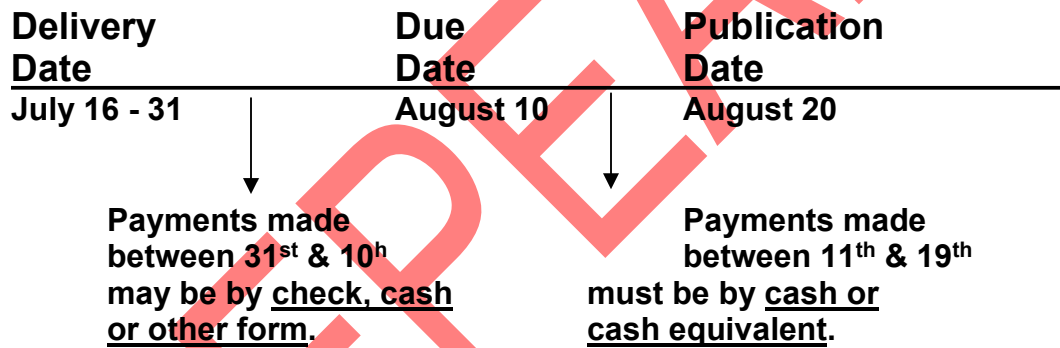 Delivery Due Publication
Date Date Date
July 16 - 31 August 10 August 20
Payments made
between 31st & 10h
may be by check, cash
or other form.
Payments made
between 11th & 19th
must be by cash or
cash equivalent.